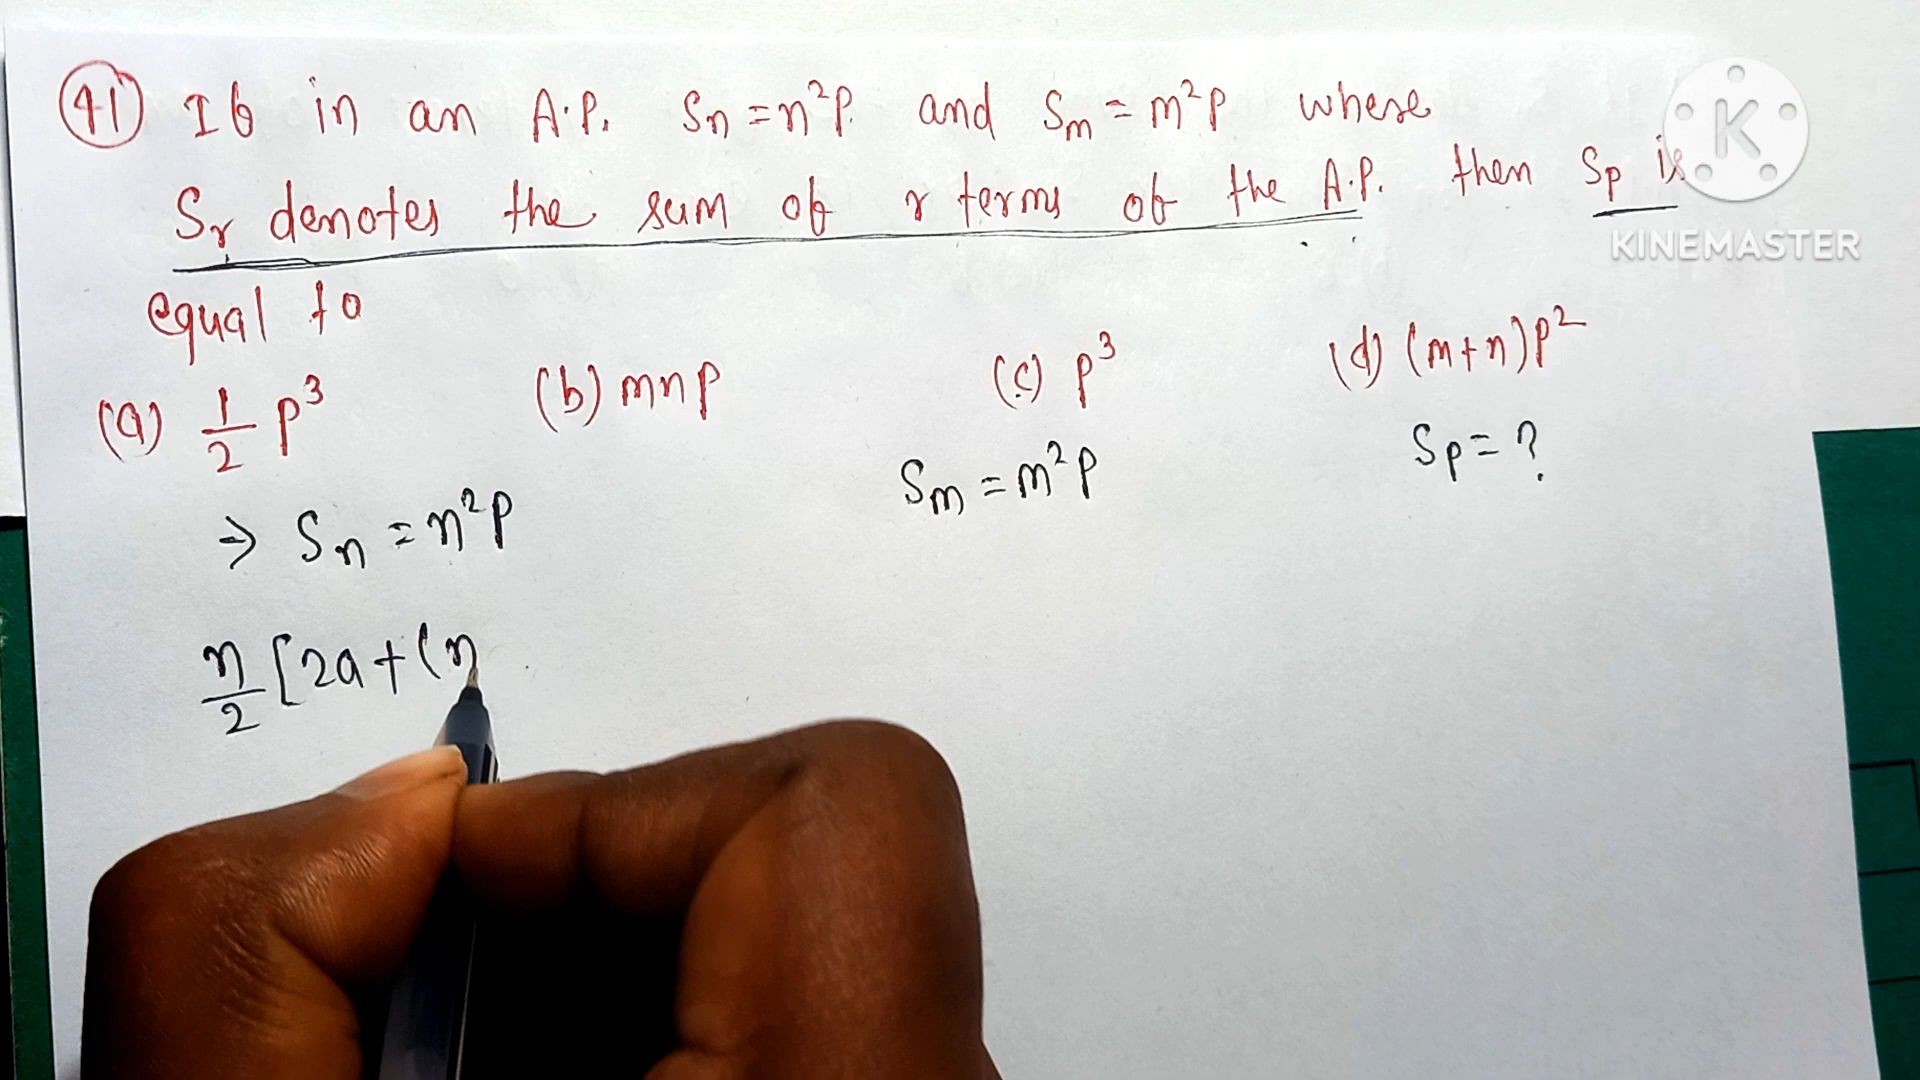 41 If in an A.P. Sn = n²p and Sm = m²p where
Sr denotes the sum of r terms of the A.P. then Sp is
equal to
(a) 1/2 p³ (b) mnp (c) p³ (d) (m+n)p²
⇒ Sn = n²p Sm = m²p Sp = ?
n/2 [2a + (n
K
KINEMASTER